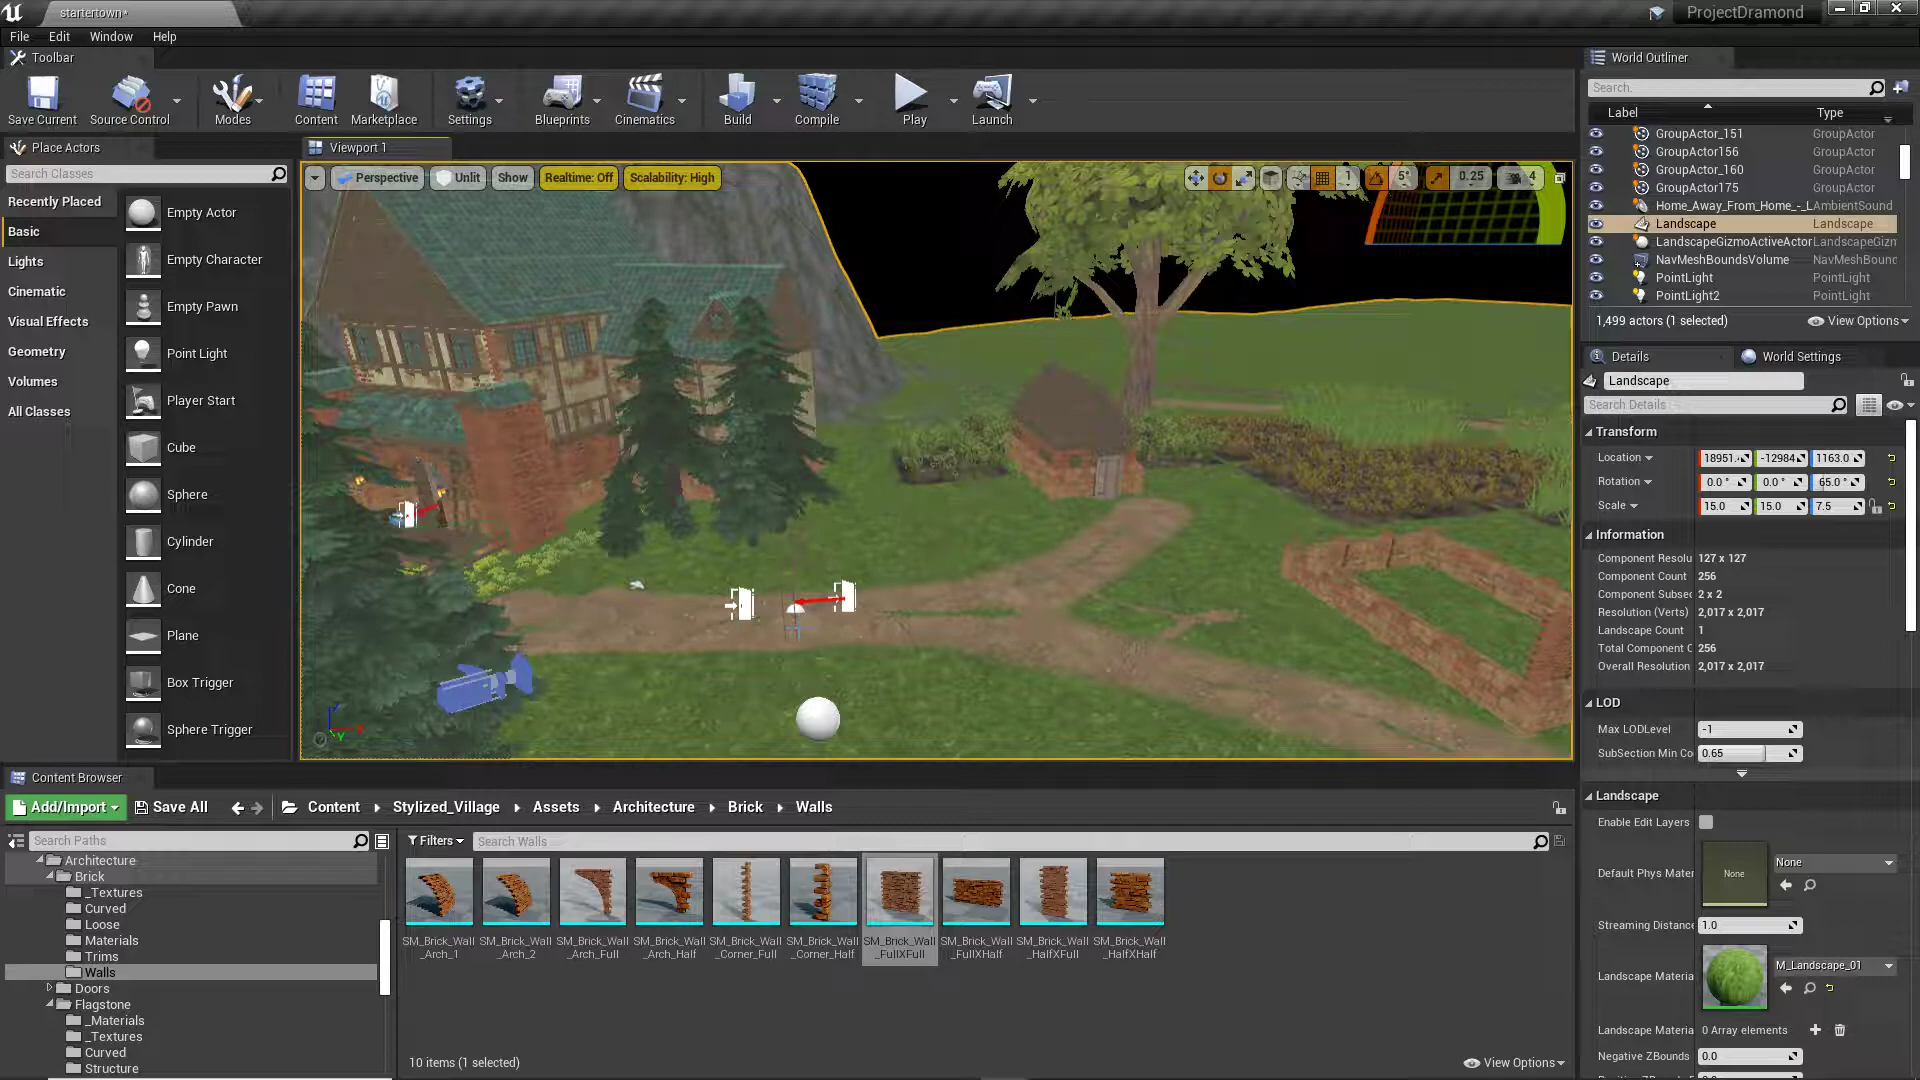 startertown*
ProjectDramond
File Edit Window Help
Toolbar
Save Current
Source Control
Modes
Content
Marketplace
Settings
Blueprints
Cinematics
Build
Compile
Play
Launch
Place Actors
Search Classes
Recently Placed
Basic
Lights
Cinematic
Visual Effects
Geometry
Volumes
All Classes
Empty Actor
Empty Character
Empty Pawn
Point Light
Player Start
Cube
Sphere
Cylinder
Cone
Plane
Box Trigger
Sphere Trigger
Viewport 1
Perspective Unlit Show Realtime: Off Scalability: High
1 5° 0.25 4
Z X Y
World Outliner
Search.
Label Type
GroupActor_151 GroupActor
GroupActor156 GroupActor
GroupActor_160 GroupActor
GroupActor175 GroupActor
Home_Away_From_Home_-_L AmbientSound
Landscape Landscape
LandscapeGizmoActiveActor LandscapeGizm
NavMeshBoundsVolume NavMeshBound
PointLight PointLight
PointLight2 PointLight
1,499 actors (1 selected) View Options
Details World Settings
Landscape
Search Details
Transform
Location 18951. -12984 1163.0
Rotation 0.0 ° 0.0 ° 65.0 °
Scale 15.0 15.0 7.5
Information
Component Resolu 127 x 127
Component Count 256
Component Subsec 2 x 2
Resolution (Verts) 2,017 x 2,017
Landscape Count 1
Total Component C 256
Overall Resolution 2,017 x 2,017
LOD
Max LODLevel -1
SubSection Min Co 0.65
Landscape
Enable Edit Layers
Default Phys Mater None None
Streaming Distance 1.0
Landscape Materia M_Landscape_01
Landscape Materia 0 Array elements
Negative ZBounds 0.0
Content Browser
Add/Import Save All Content Stylized_Village Assets Architecture Brick Walls
Search Paths
Filters Search Walls
Architecture
Brick
_Textures
Curved
Loose
Materials
Trims
Walls
Doors
Flagstone
_Materials
_Textures
Curved
Structure
SM_Brick_Wall
_Arch_1
SM_Brick_Wall
_Arch_2
SM_Brick_Wall
_Arch_Full
SM_Brick_Wall
_Arch_Half
SM_Brick_Wall
_Corner_Full
SM_Brick_Wall
_Corner_Half
SM_Brick_Wall
_FullXFull
SM_Brick_Wall
_FullXHalf
SM_Brick_Wall
_HalfXFull
SM_Brick_Wall
_HalfXHalf
10 items (1 selected) View Options